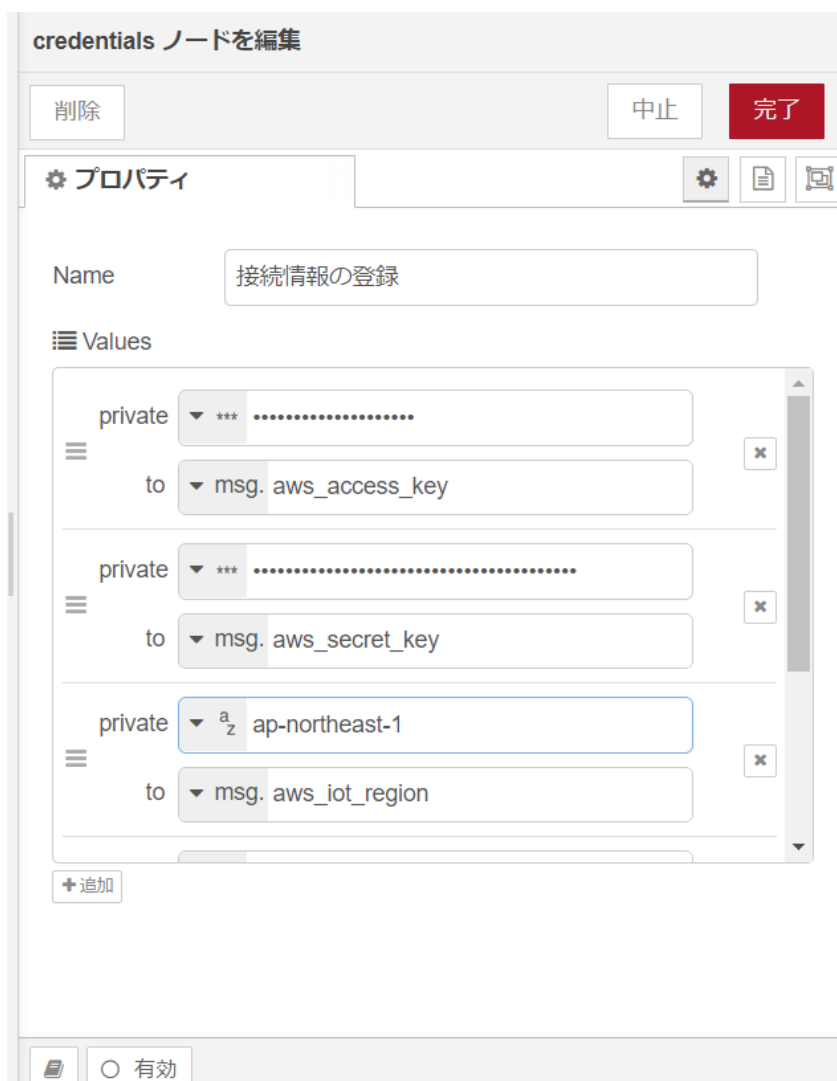 credentials ノードを編集
削除
中止
完了
プロパティ
Name
接続情報の登録
Values
private
*** ••••••••••••••••••••
to
msg. aws_access_key
private
*** ••••••••••••••••••••••••••••••••••••••••
to
msg. aws_secret_key
private
az ap-northeast-1
to
msg. aws_iot_region
追加
有効